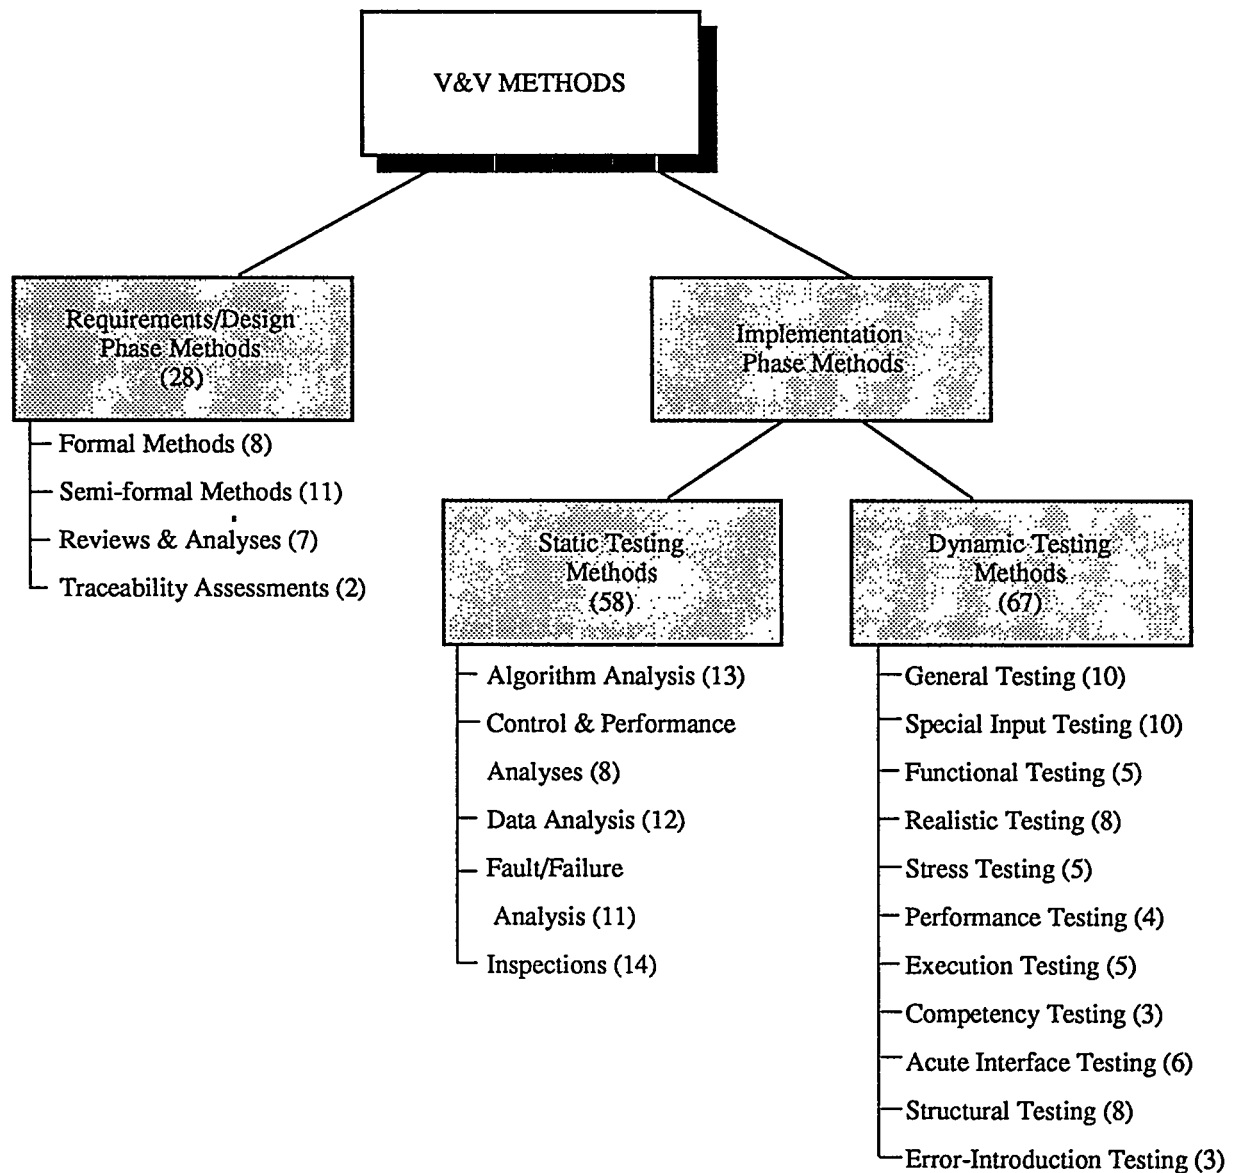 V&V METHODS
Requirements/Design
Phase Methods
(28)
Formal Methods (8)
Semi-formal Methods (11)
Reviews & Analyses (7)
Traceability Assessments (2)
Implementation
Phase Methods
Static Testing
Methods
(58)
Algorithm Analysis (13)
Control & Performance
Analyses (8)
Data Analysis (12)
Fault/Failure
Analysis (11)
Inspections (14)
Dynamic Testing
Methods
(67)
General Testing (10)
Special Input Testing (10)
Functional Testing (5)
Realistic Testing (8)
Stress Testing (5)
Performance Testing (4)
Execution Testing (5)
Competency Testing (3)
Acute Interface Testing (6)
Structural Testing (8)
Error-Introduction Testing (3)